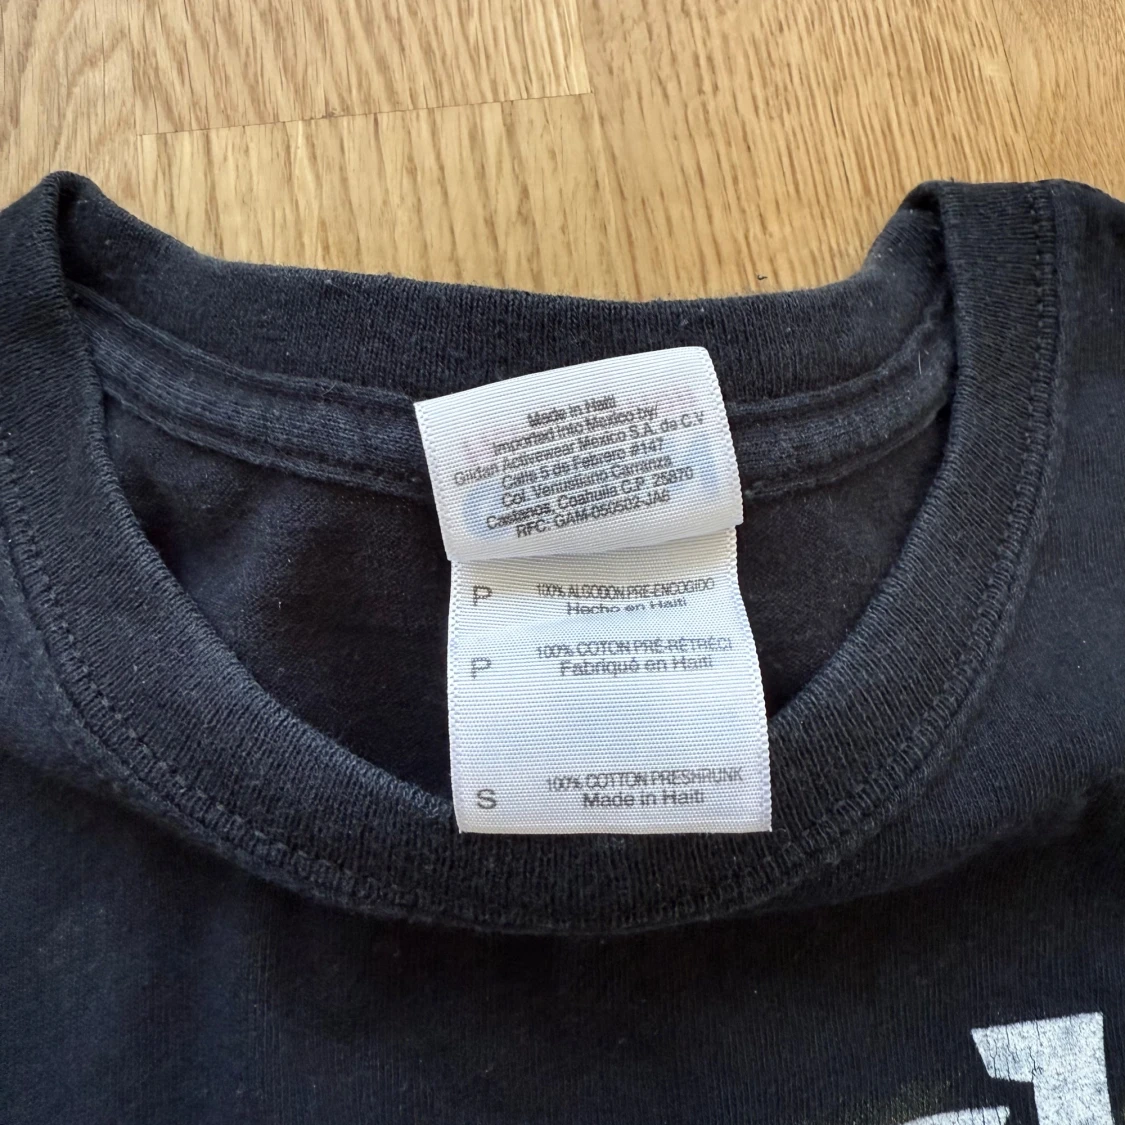 Made in Haiti
Imported into Mexico by:
Gildan Activewear Mexico S.A. de C.V
Calle 5 de Febrero #147
Col. Venustiano Carranza
Castanos, Coahuila C.P. 25870
RFC: GAM-050502-JA6
P 100% ALGODON PRE-ENCOGIDO
Hecho en Haiti
P 100% COTON PRÉ-RÉTRÉCI
Fabriqué en Haïti
S 100% COTTON PRESHRUNK
Made in Haiti